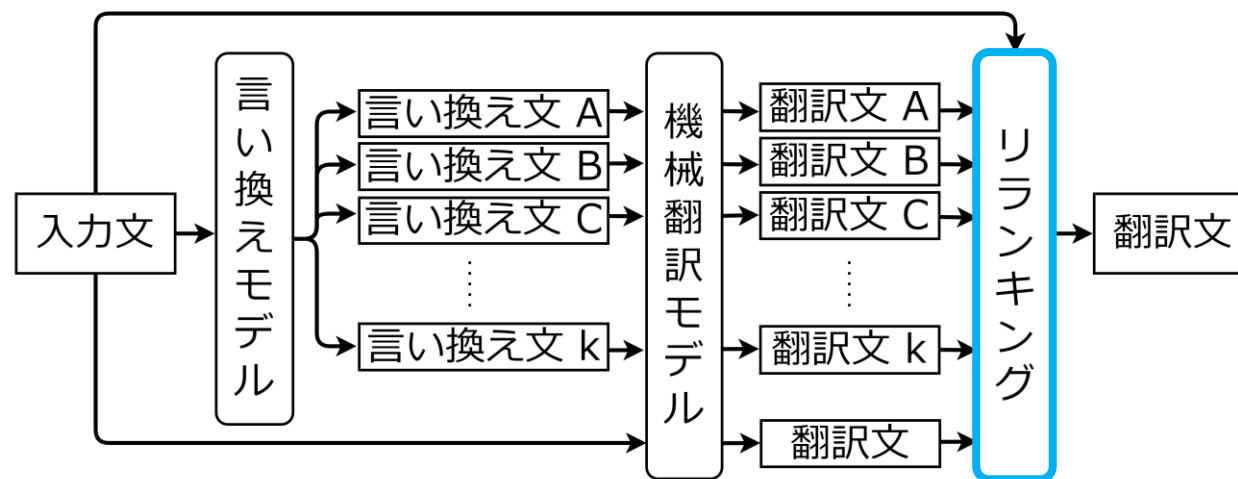 入力文
言い換えモデル
言い換え文 A
言い換え文 B
言い換え文 C
言い換え文 k
機械翻訳モデル
翻訳文 A
翻訳文 B
翻訳文 C
翻訳文 k
翻訳文
リランキング
翻訳文